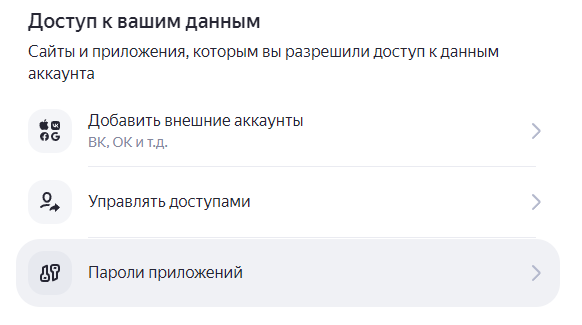 Доступ к вашим данным
Сайты и приложения, которым вы разрешили доступ к данным
аккаунта
Добавить внешние аккаунты
ВК, ОК и т.д.
Управлять доступами
Пароли приложений